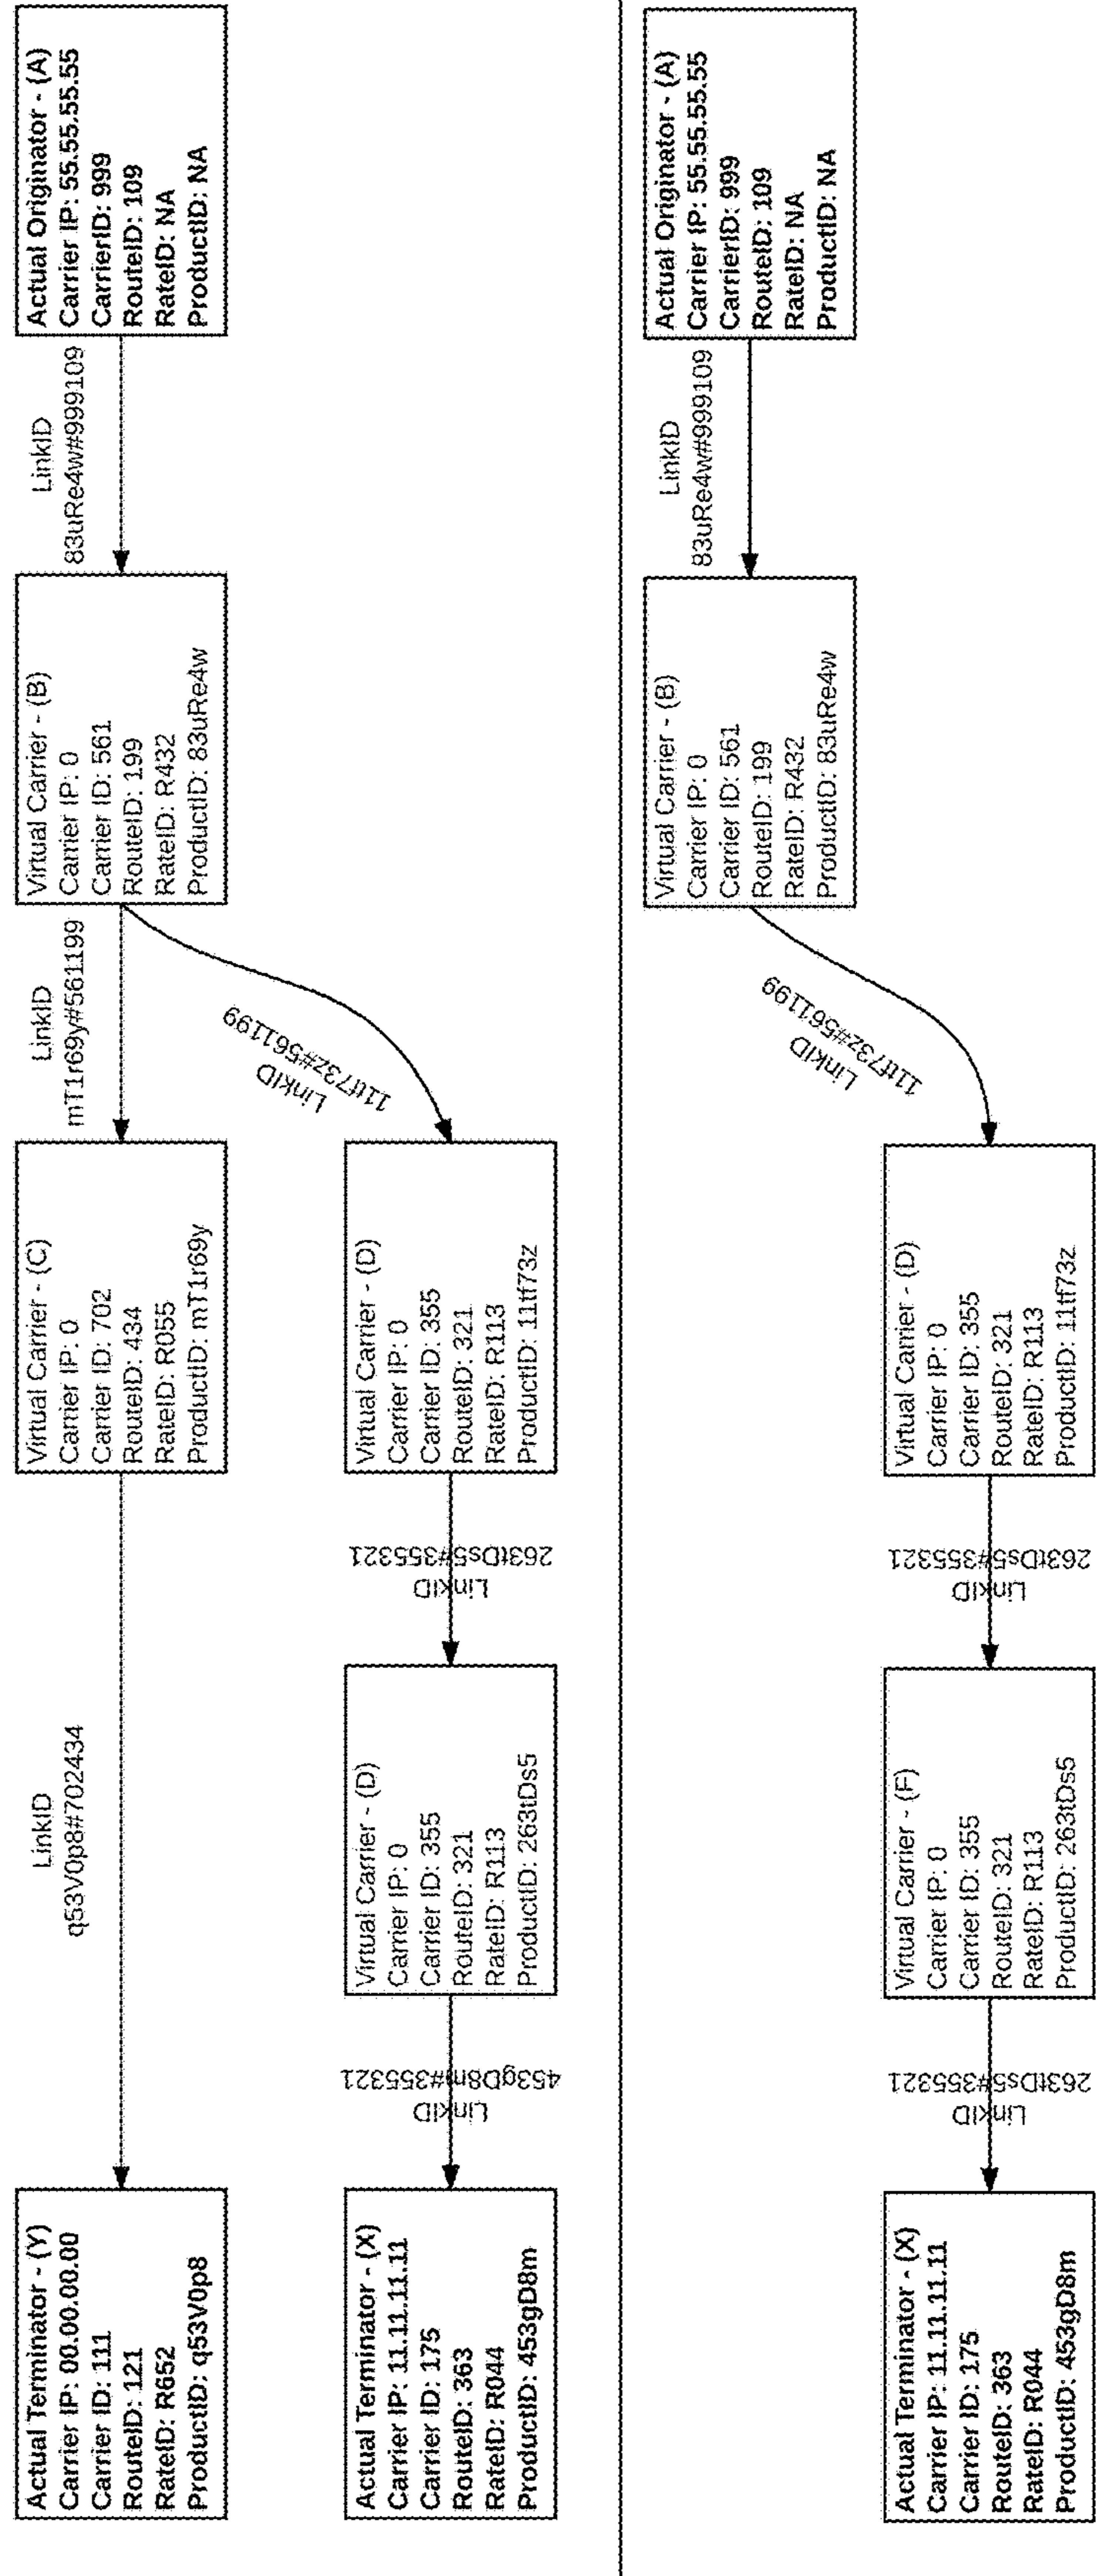 Actual Originator - (A)
Carrier IP: 55.55.55.55
CarrierID: 999
RouteID: 109
RateID: NA
ProductID: NA
LinkID
83uRe4w#999109
Virtual Carrier - (B)
Carrier IP: 0
Carrier ID: 561
RouteID: 199
RateID: R432
ProductID: 83uRe4w
LinkID
mT1r69y#561199
LinkID
11tf73z#561199
Virtual Carrier - (C)
Carrier IP: 0
Carrier ID: 702
RouteID: 434
RateID: R055
ProductID: mT1r69y
Virtual Carrier - (D)
Carrier IP: 0
Carrier ID: 355
RouteID: 321
RateID: R113
ProductID: 11tf73z
LinkID
q53V0p8#702434
LinkID
263tDs5#355321
Virtual Carrier - (D)
Carrier IP: 0
Carrier ID: 355
RouteID: 321
RateID: R113
ProductID: 263tDs5
LinkID
453gD8m#355321
Actual Terminator - (Y)
Carrier IP: 00.00.00.00
Carrier ID: 111
RouteID: 121
RateID: R652
ProductID: q53V0p8
Actual Terminator - (X)
Carrier IP: 11.11.11.11
Carrier ID: 175
RouteID: 363
RateID: R044
ProductID: 453gD8m
Actual Originator - (A)
Carrier IP: 55.55.55.55
CarrierID: 999
RouteID: 109
RateID: NA
ProductID: NA
LinkID
83uRe4w#999109
Virtual Carrier - (B)
Carrier IP: 0
Carrier ID: 561
RouteID: 199
RateID: R432
ProductID: 83uRe4w
LinkID
11tf73z#561199
Virtual Carrier - (D)
Carrier IP: 0
Carrier ID: 355
RouteID: 321
RateID: R113
ProductID: 11tf73z
LinkID
263tDs5#355321
Virtual Carrier - (F)
Carrier IP: 0
Carrier ID: 355
RouteID: 321
RateID: R113
ProductID: 263tDs5
LinkID
263tDs5#355321
Actual Terminator - (X)
Carrier IP: 11.11.11.11
Carrier ID: 175
RouteID: 363
RateID: R044
ProductID: 453gD8m